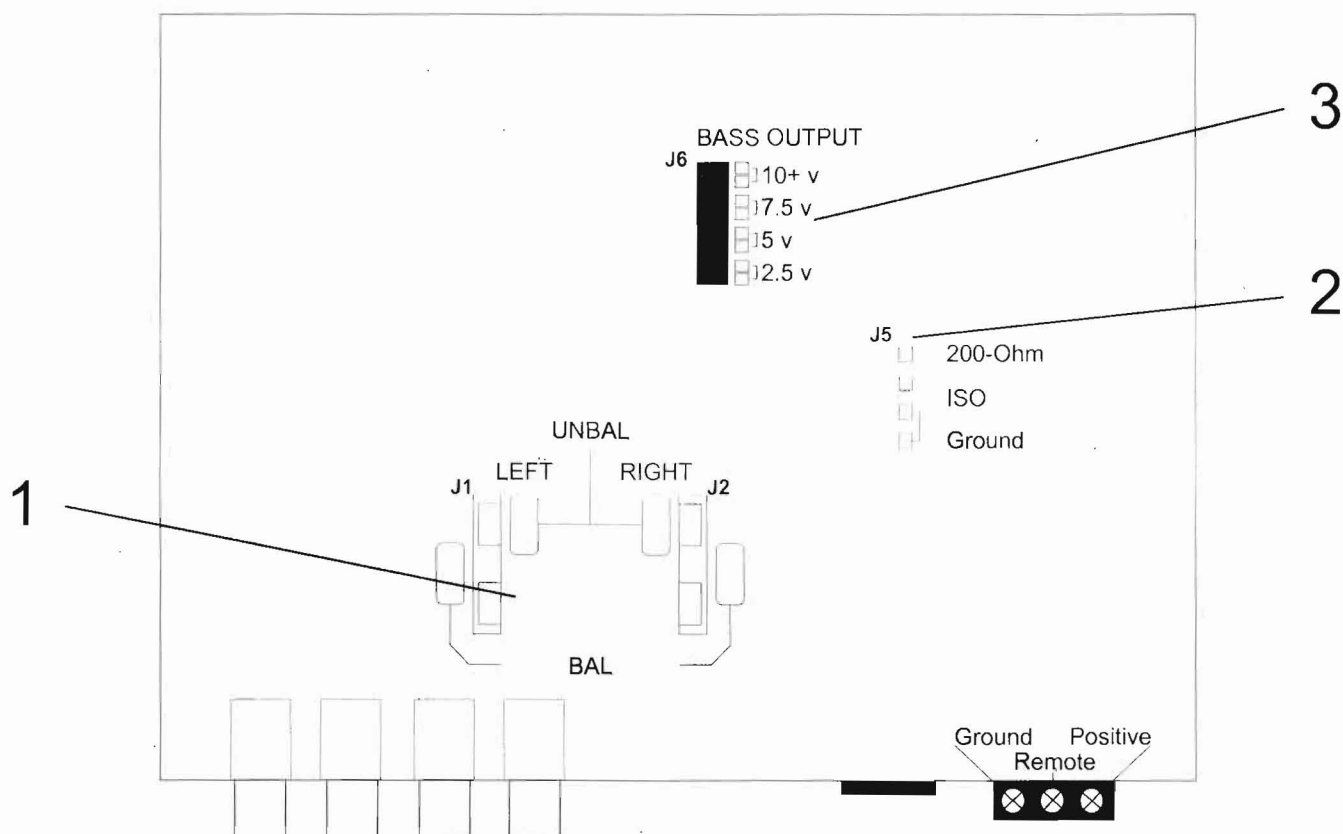 3
BASS OUTPUT
J6
10+ v
7.5 v
5 v
2.5 v
2
J5
200-Ohm
ISO
Ground
UNBAL
LEFT RIGHT
J1 J2
1
BAL
Ground Positive
Remote